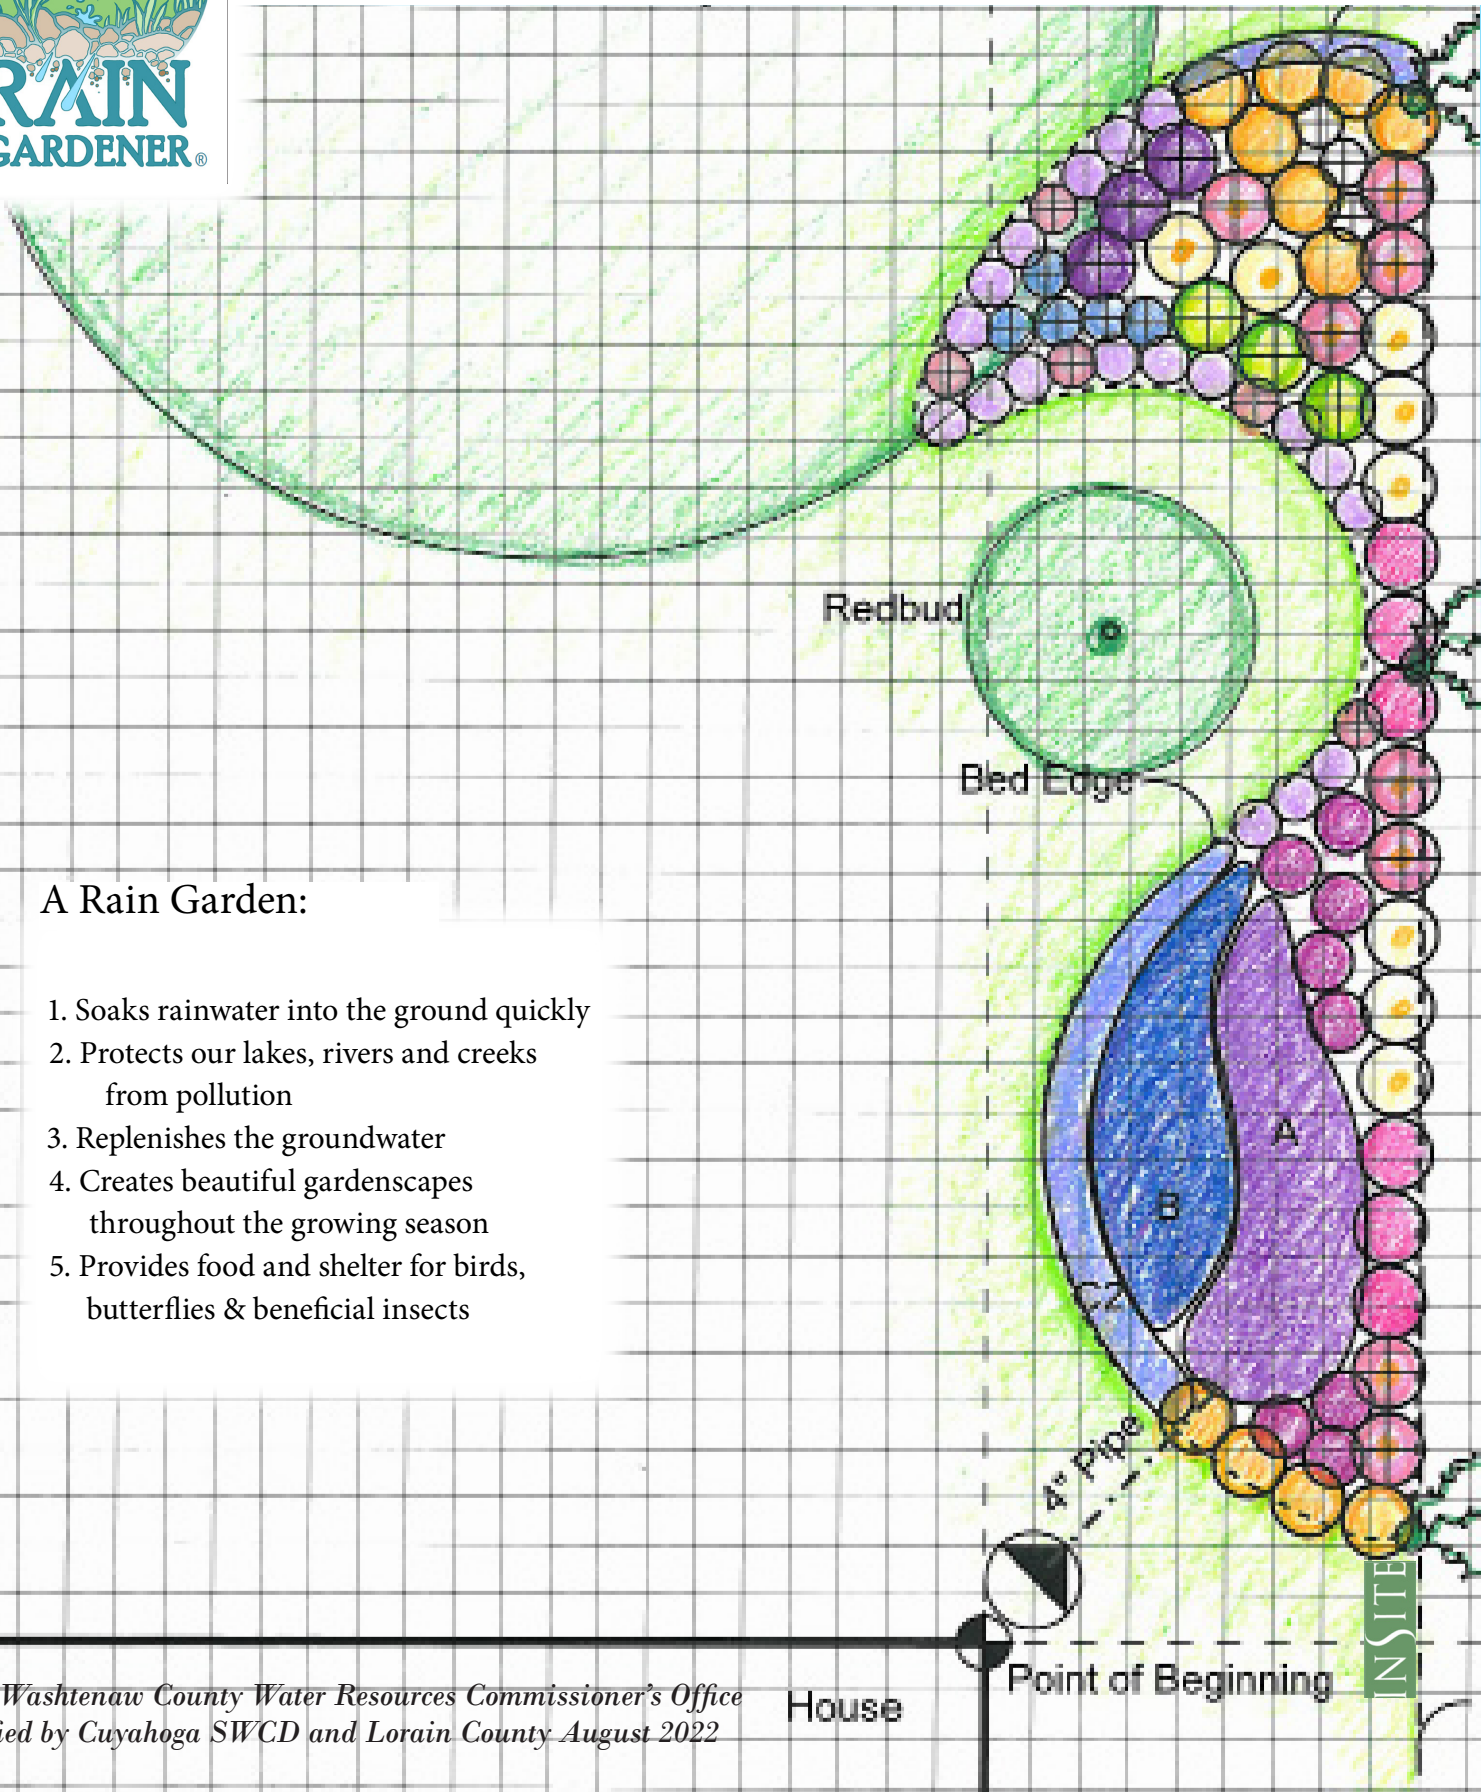 RAIN
GARDENER®
Redbud
Bed Edge
A Rain Garden:
1. Soaks rainwater into the ground quickly
2. Protects our lakes, rivers and creeks
from pollution
3. Replenishes the groundwater
4. Creates beautiful gardenscapes
throughout the growing season
5. Provides food and shelter for birds,
butterflies & beneficial insects
A
B
C2
4" Pipe
INSITE
Point of Beginning
House
Washtenaw County Water Resources Commissioner's Office
by Cuyahoga SWCD and Lorain County August 2022